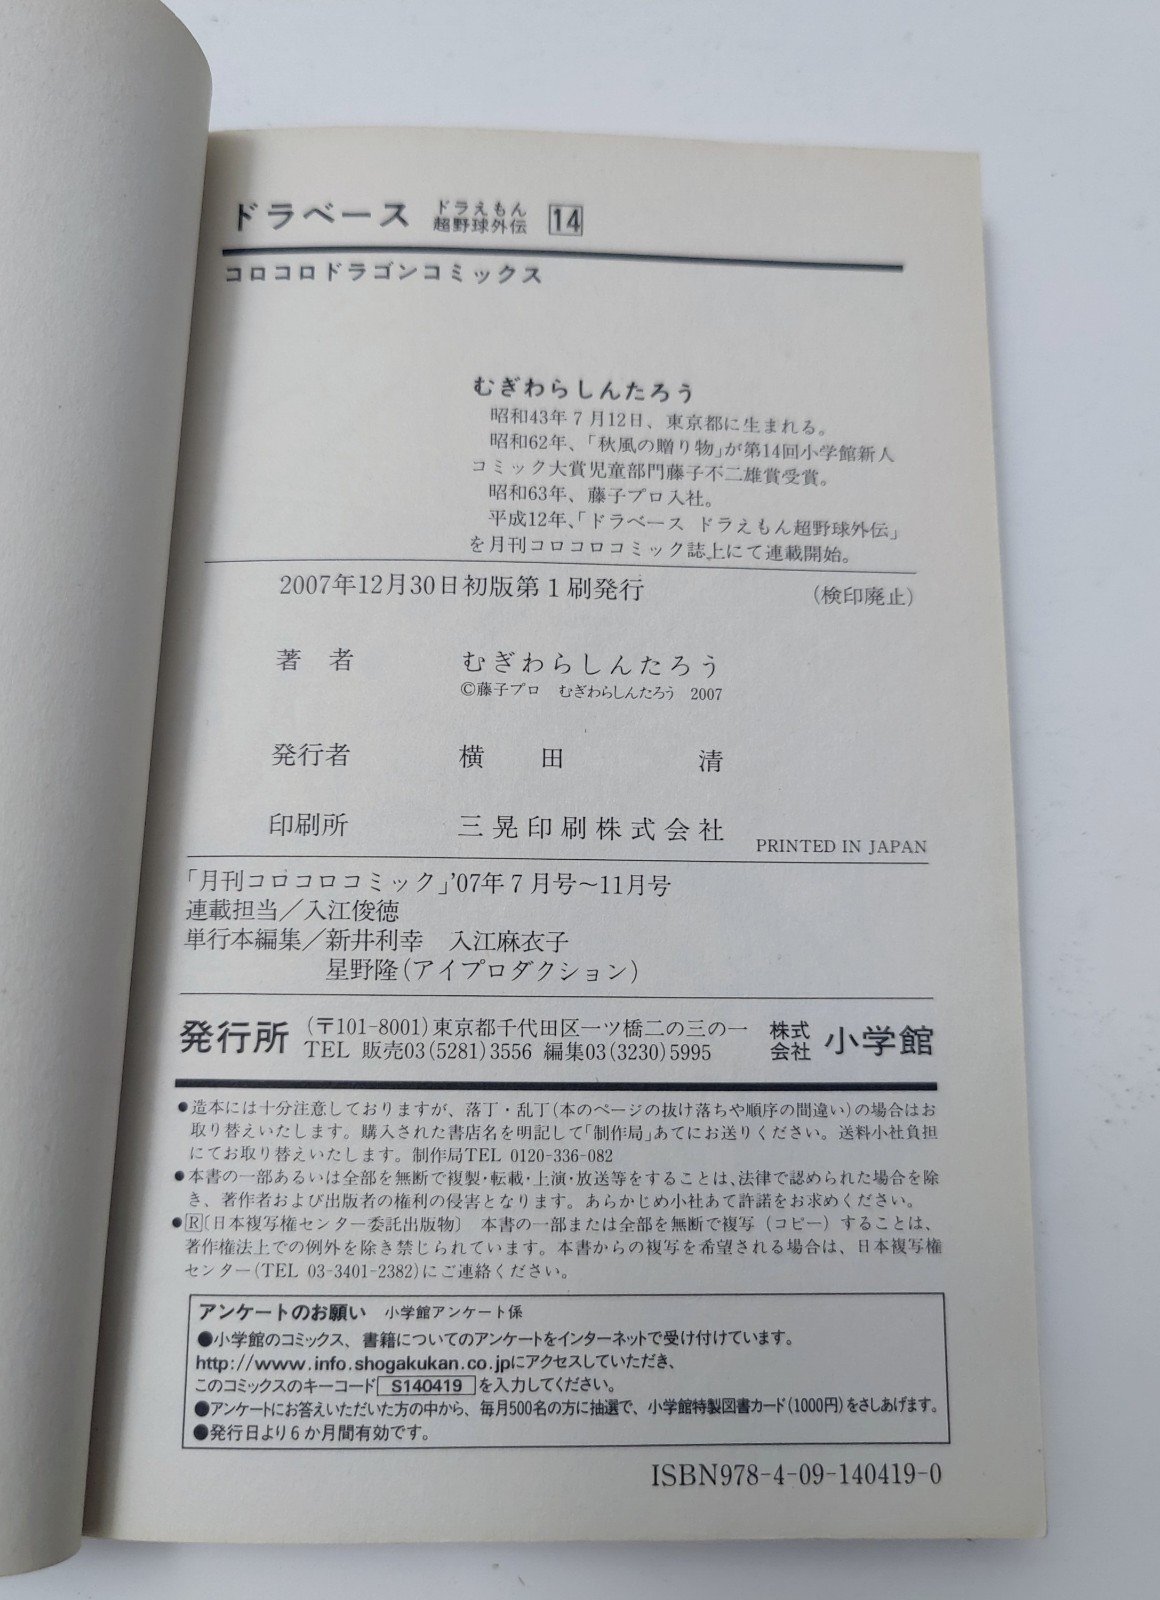 ドラベース ドラえもん超野球外伝 14
コロコロドラゴンコミックス
むぎわらしんたろう
昭和43年7月12日、東京都に生まれる。
昭和62年、「秋風の贈り物」が第14回小学館新人
コミック大賞児童部門藤子不二雄賞受賞。
昭和63年、藤子プロ入社。
平成12年、「ドラベース ドラえもん超野球外伝」
を月刊コロコロコミック誌上にて連載開始。
2007年12月30日初版第1刷発行 (検印廃止)
著 者 むぎわらしんたろう
©藤子プロ むぎわらしんたろう 2007
発行者 横田 清
印刷所 三晃印刷株式会社
PRINTED IN JAPAN
「月刊コロコロコミック」'07年7月号~11月号
連載担当/入江俊徳
単行本編集/新井利幸 入江麻衣子
星野隆(アイプロダクション)
発行所 (〒101-8001)東京都千代田区一ツ橋二の三の一 株式会社 小学館
TEL 販売03(5281)3556 編集03(3230)5995
●造本には十分注意しておりますが、落丁・乱丁(本のページの抜け落ちや順序の間違い)の場合はお
取り替えいたします。購入された書店名を明記して「制作局」あてにお送りください。送料小社負担
にてお取り替えいたします。制作局TEL 0120-336-082
●本書の一部あるいは全部を無断で複製・転載・上演・放送等をすることは、法律で認められた場合を除
き、著作者および出版者の権利の侵害となります。あらかじめ小社あて許諾をお求めください。
●R〔日本複写権センター委託出版物〕 本書の一部または全部を無断で複写(コピー)することは、
著作権法上での例外を除き禁じられています。本書からの複写を希望される場合は、日本複写権
センター(TEL 03-3401-2382)にご連絡ください。
アンケートのお願い 小学館アンケート係
●小学館のコミックス、書籍についてのアンケートをインターネットで受け付けています。
http://www.info.shogakukan.co.jpにアクセスしていただき、
このコミックスのキーコード S140419 を入力してください。
●アンケートにお答えいただいた方の中から、毎月500名の方に抽選で、小学館特製図書カード(1000円)をさしあげます。
●発行日より6か月間有効です。
ISBN978-4-09-140419-0